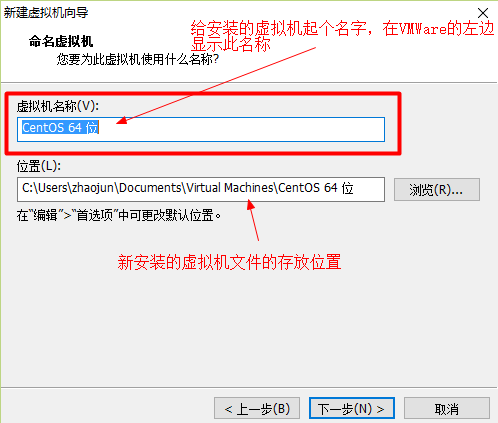 新建虚拟机向导
给安装的虚拟机起个名字，在VMWare的左边
显示此名称
命名虚拟机
您要为此虚拟机使用什么名称?
虚拟机名称(V):
CentOS 64 位
位置(L):
C:\Users\zhaojun\Documents\Virtual Machines\CentOS 64 位
浏览(R)...
在“编辑”>“首选项”中可更改默认位置。
新安装的虚拟机文件的存放位置
< 上一步(B)
下一步(N) >
取消